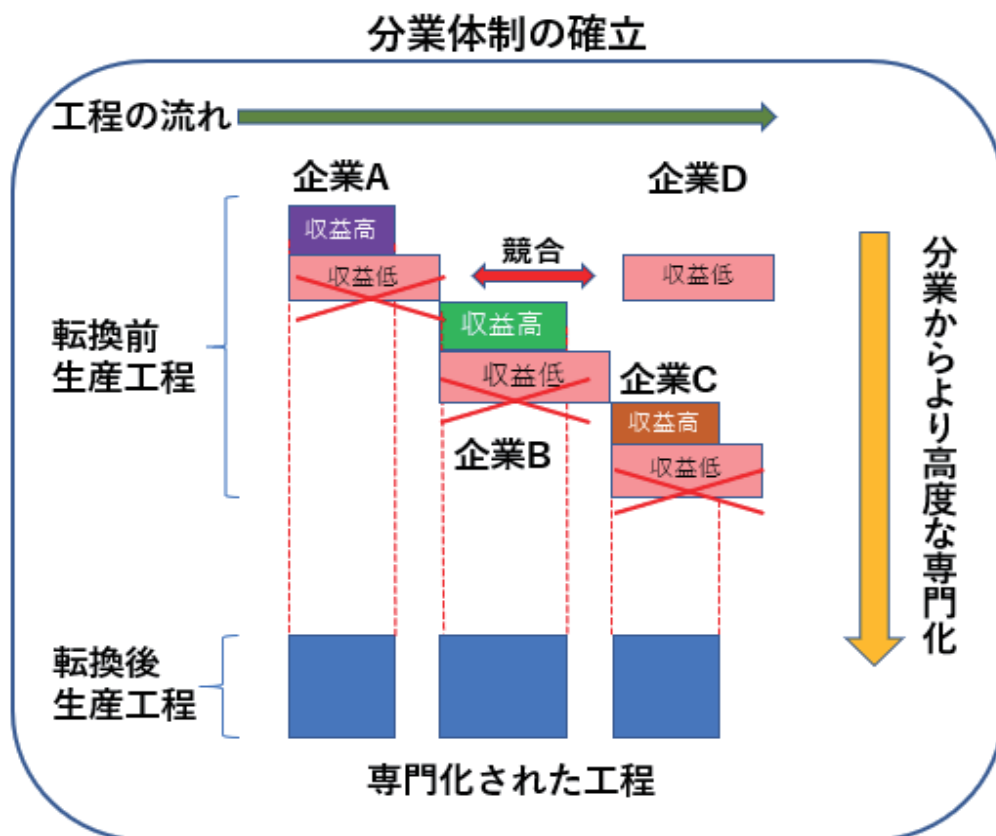 分業体制の確立
工程の流れ
企業A
企業D
収益高
競合
収益低
収益低
収益高
転換前
生産工程
収益低
企業C
収益高
企業B
収益低
分業からより高度な専門化
転換後
生産工程
専門化された工程